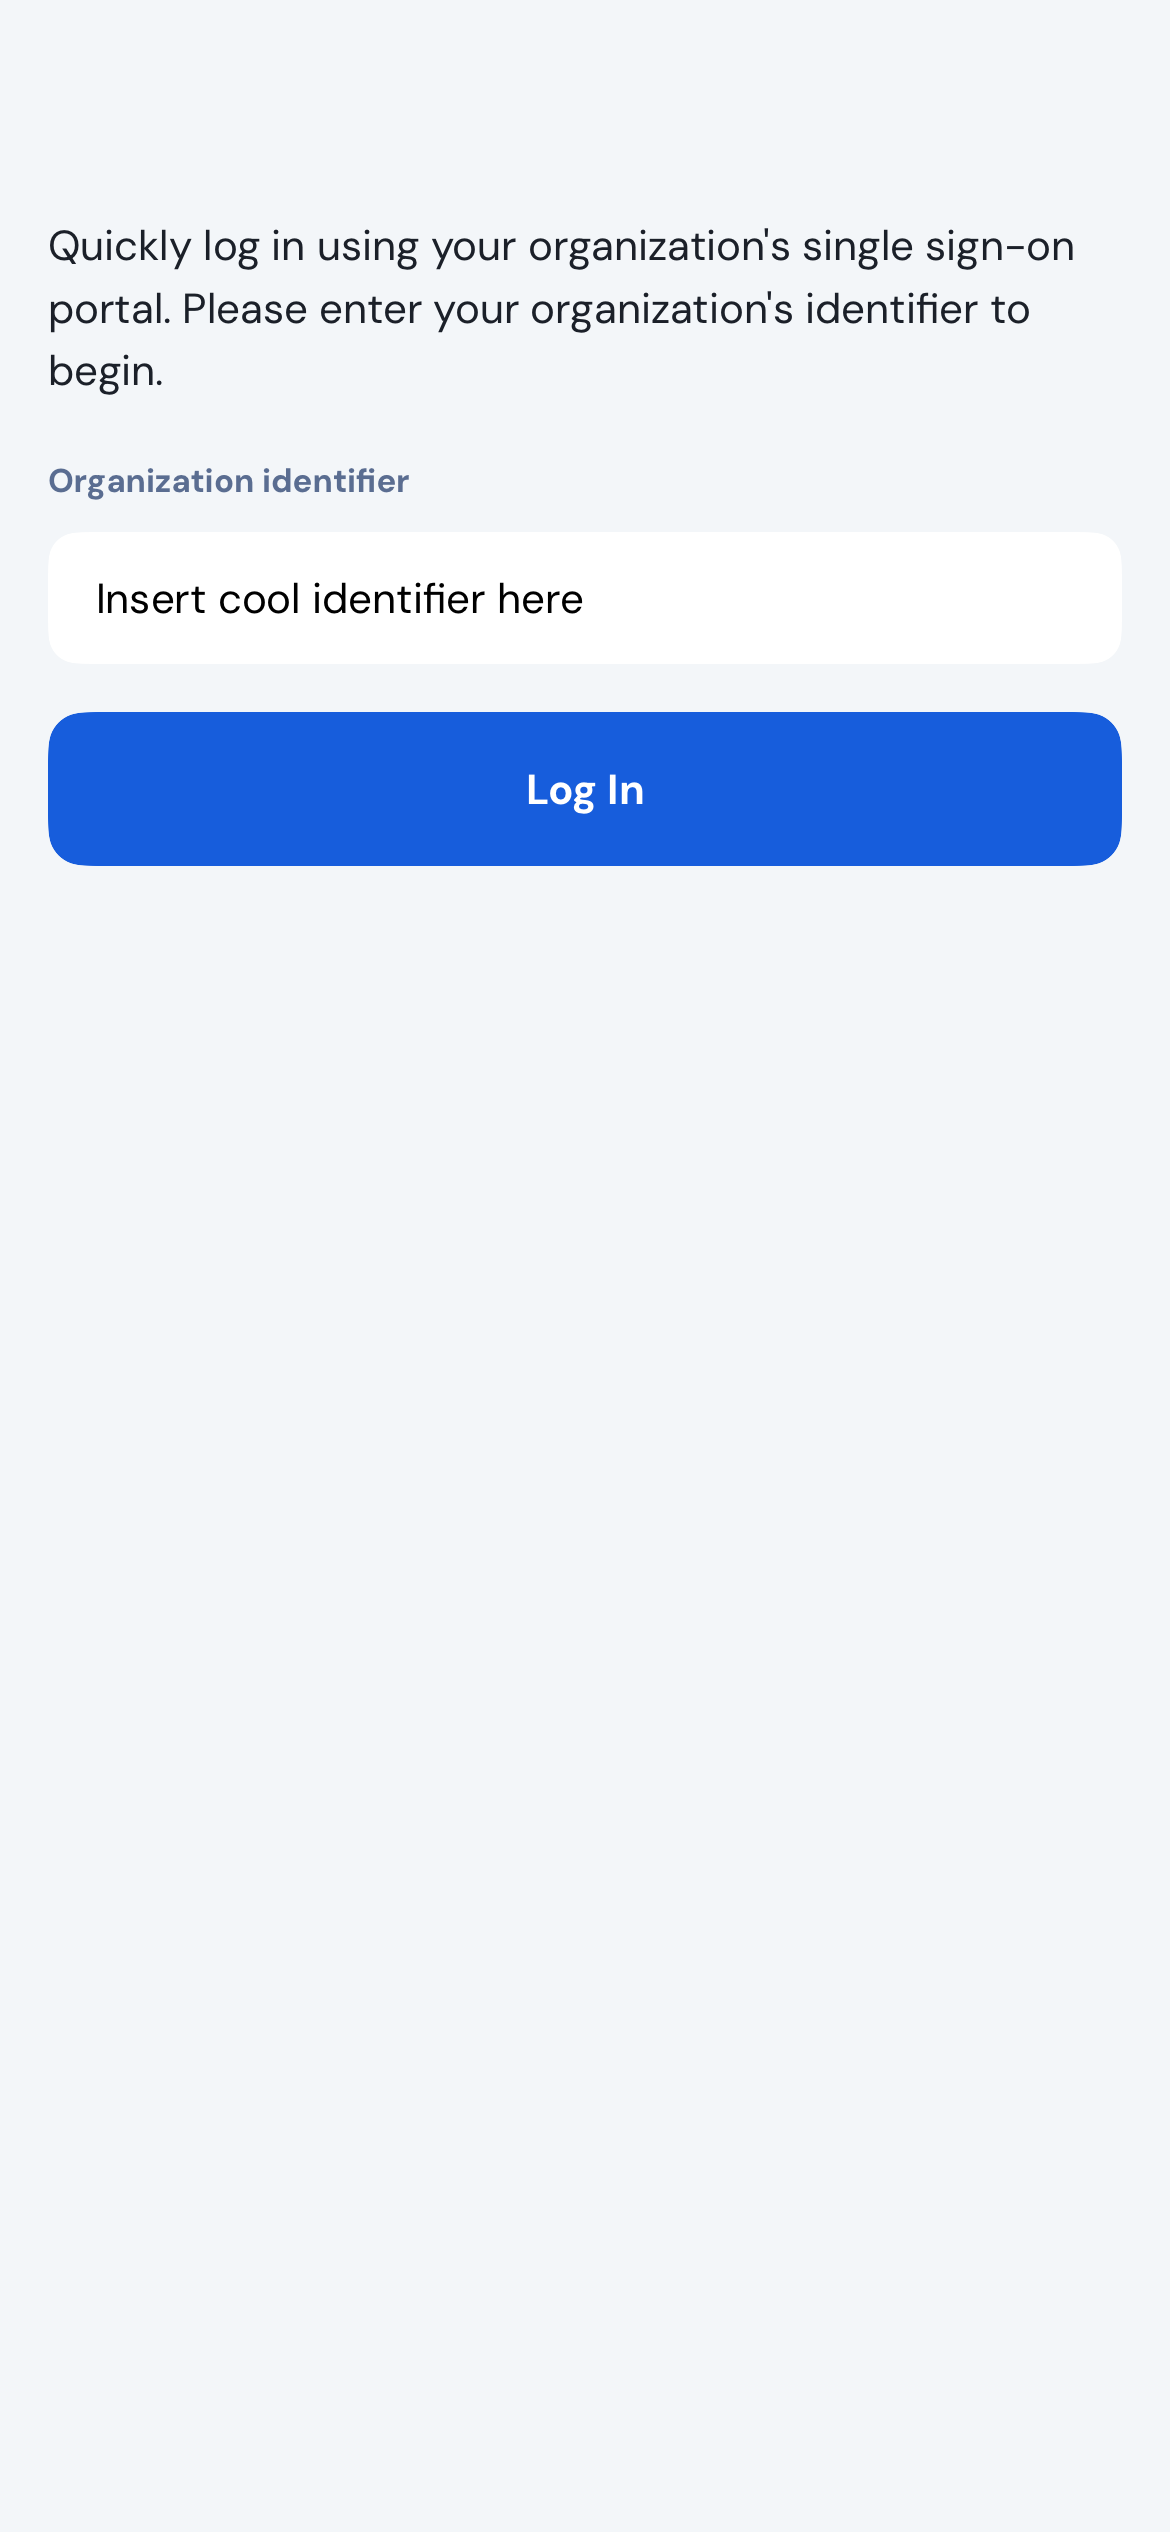 Quickly log in using your organization's single sign-on
portal. Please enter your organization's identifier to
begin.
Organization identifier
Insert cool identifier here
Log In